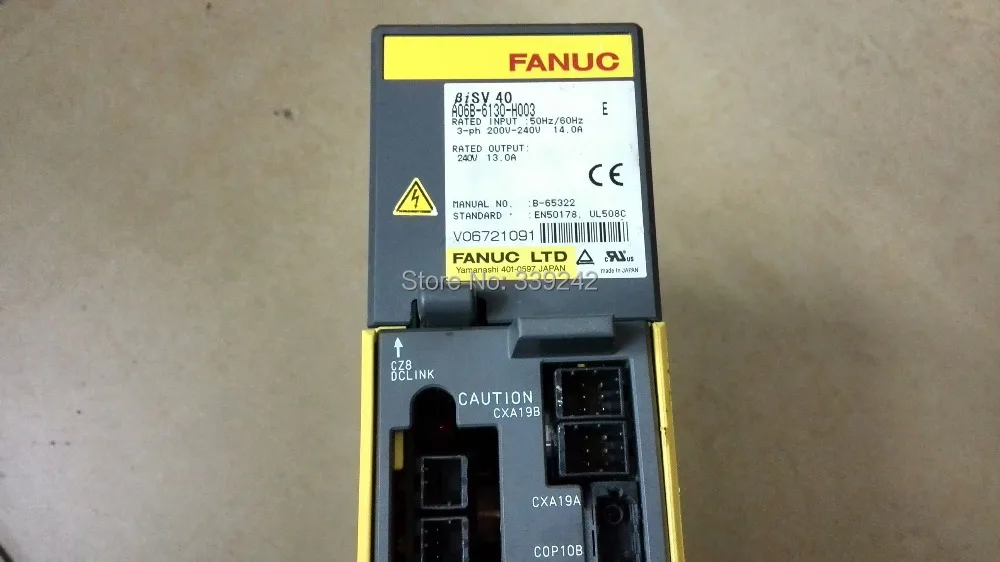 FANUC
βiSV 40
A06B-6130-H003 E
RATED INPUT :50Hz/60Hz
3-ph 200V-240V 14.0A
RATED OUTPUT:
240V 13.0A
CE
MANUAL NO. :B-65322
STANDARD :EN50178, UL508C
V06721091
FANUC LTD
Yamanashi 401-0597 JAPAN
c UR US
made in JAPAN
Store No: 339242
CZ8
DCLINK
CAUTION
CXA19B
CXA19A
COP10B